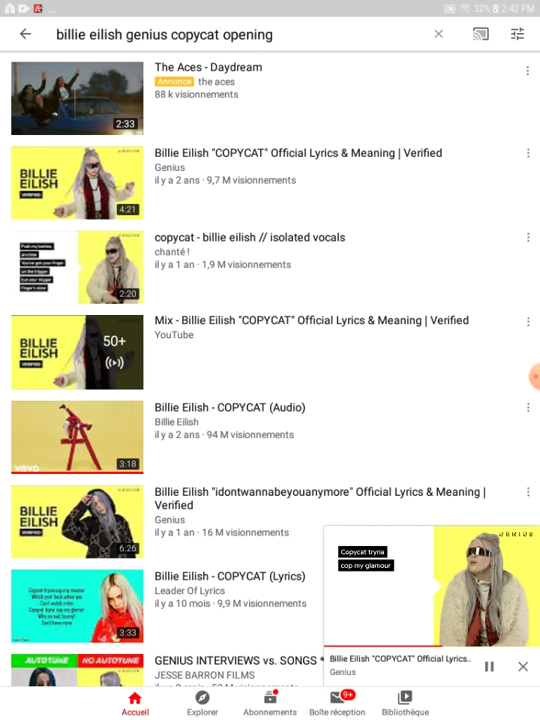 32% 2:42 PM
billie eilish genius copycat opening
The Aces - Daydream
Annonce the aces
88 k visionnements
2:33
Billie Eilish "COPYCAT" Official Lyrics & Meaning | Verified
Genius
il y a 2 ans · 9,7 M visionnements
BILLIE
EILISH
VERIFIED
GENIUS
4:21
copycat - billie eilish // isolated vocals
chanté !
il y a 1 an · 1,9 M visionnements
2:20
Mix - Billie Eilish "COPYCAT" Official Lyrics & Meaning | Verified
YouTube
BILLIE
EILISH
VERIFIED
50+
Billie Eilish - COPYCAT (Audio)
Billie Eilish
il y a 2 ans · 94 M visionnements
vevo
3:18
Billie Eilish "idontwannabeyouanymore" Official Lyrics & Meaning |
Verified
Genius
il y a 1 an · 16 M visionnements
BILLIE
EILISH
VERIFIED
GENIUS
6:26
Billie Eilish - COPYCAT (Lyrics)
Leader Of Lyrics
il y a 10 mois · 9,9 M visionnements
3:33
GENIUS
Copycat tryna
cop my glamour
Billie Eilish "COPYCAT" Official Lyrics..
Genius
AUTOTUNE NO AUTOTUNE
GENIUS INTERVIEWS vs. SONGS *
JESSE BARRON FILMS
Accueil
Explorer
Abonnements
9+
Boîte réception
Bibliothèque